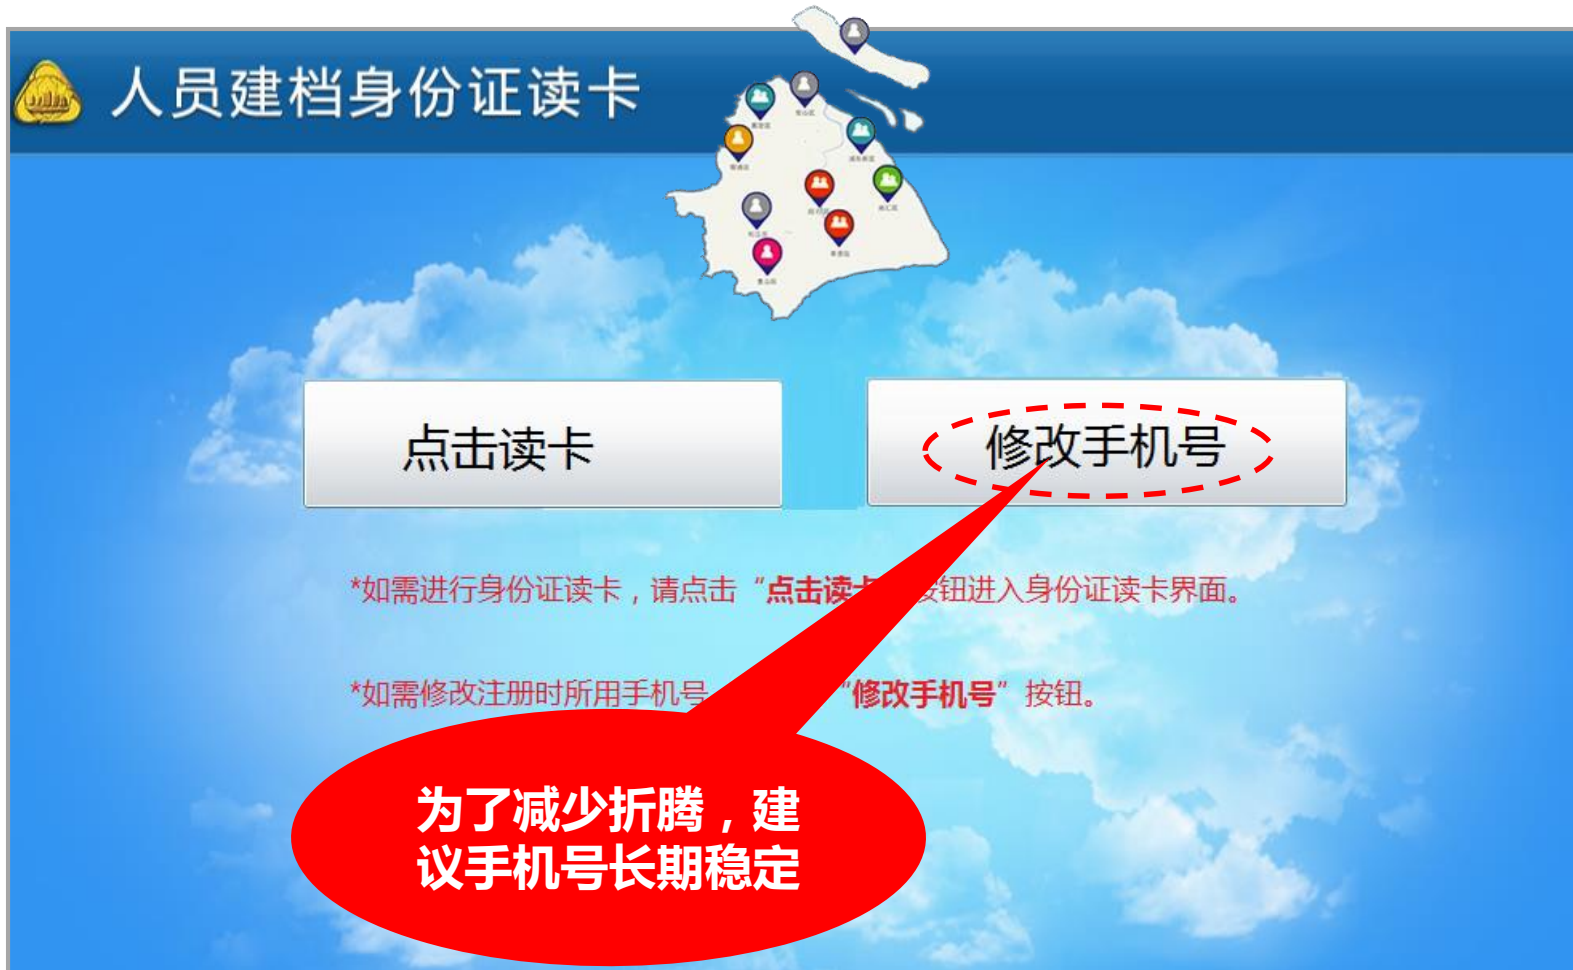 人员建档身份证读卡
点击读卡
修改手机号
*如需进行身份证读卡，请点击“点击读卡 按钮进入身份证读卡界面。
*如需修改注册时所用手机号 “修改手机号”按钮。
为了减少折腾，建
议手机号长期稳定